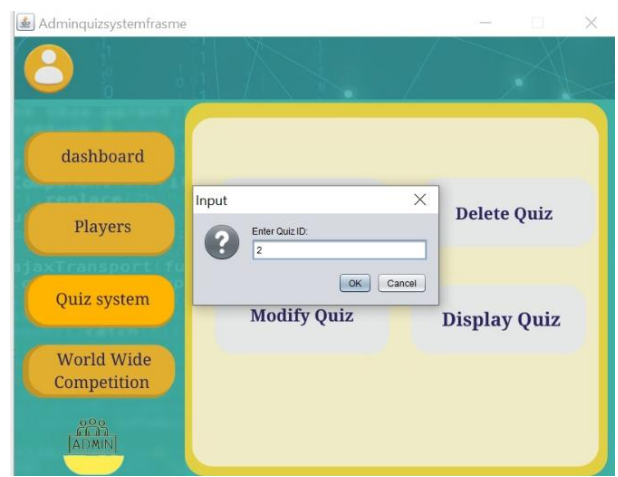 Adminquizsystemfrasme
dashboard
Players
Quiz system
World Wide
Competition
ADMIN
Input
Enter Quiz ID:
2
OK
Cancel
Delete Quiz
Modify Quiz
Display Quiz